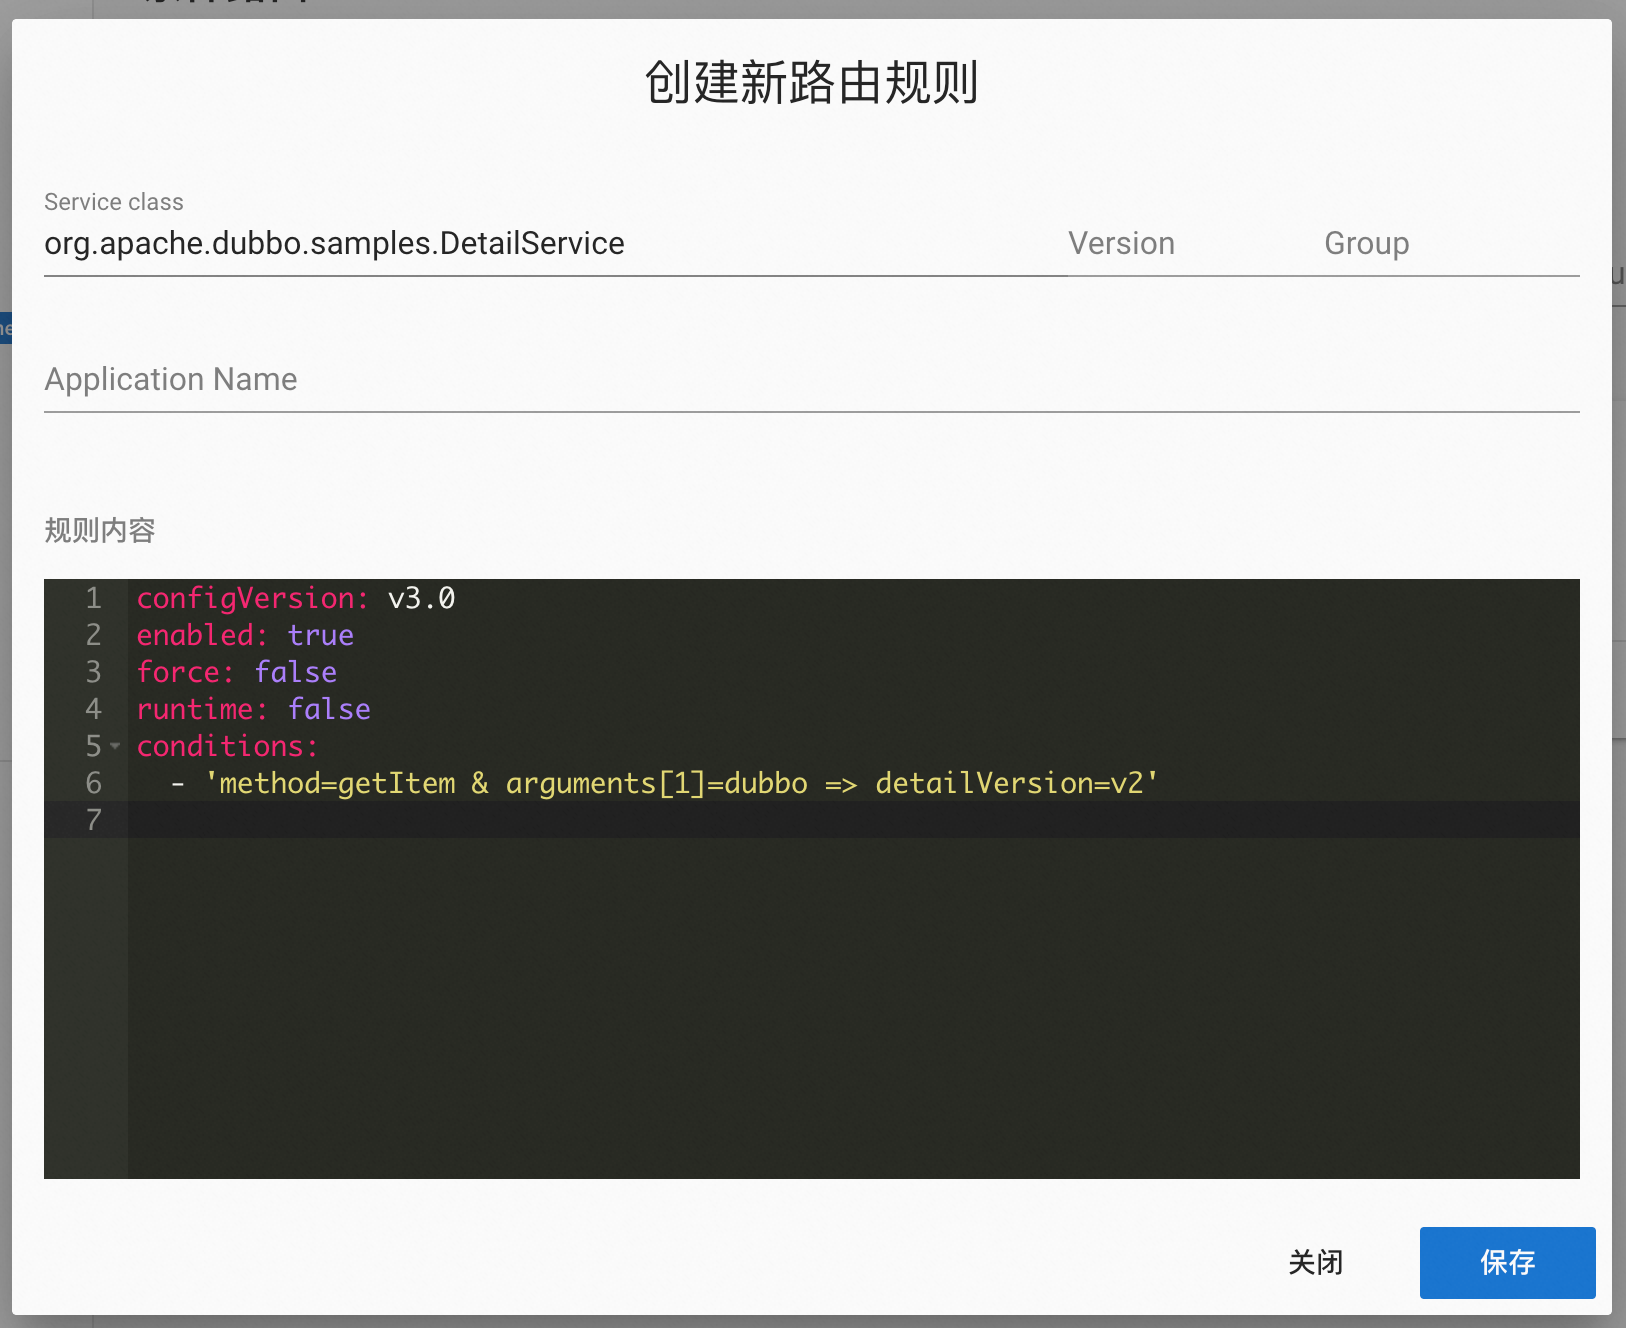 创建新路由规则
Service class
org.apache.dubbo.samples.DetailService Version Group
Application Name
规则内容
1 configVersion: v3.0
2 enabled: true
3 force: false
4 runtime: false
5 conditions:
6 - 'method=getItem & arguments[1]=dubbo => detailVersion=v2'
7
关闭 保存